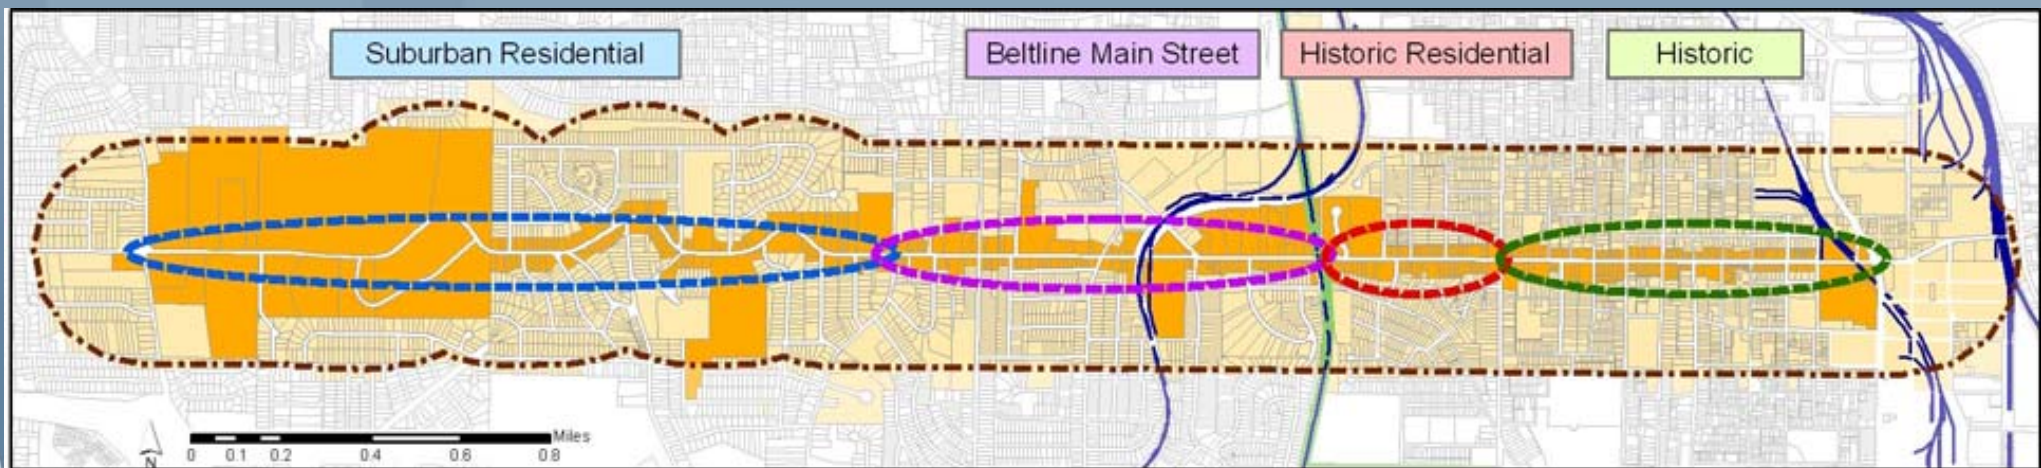 Suburban Residential
Beltline Main Street
Historic Residential
Historic
Miles
N
0 0.1 0.2 0.4 0.6 0.8